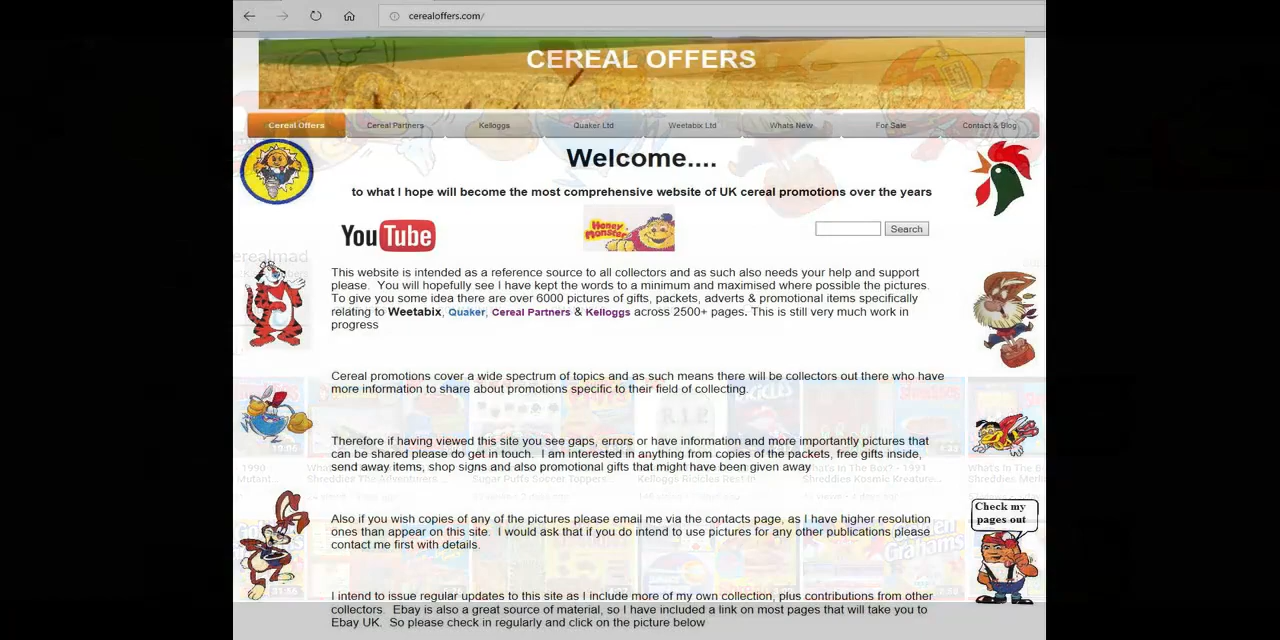 cerealoffers.com/
CEREAL OFFERS
Cereal Offers Cereal Partners Kelloggs Quaker Ltd Weetabix Ltd Whats New For Sale Contact & Blog
Welcome....
to what I hope will become the most comprehensive website of UK cereal promotions over the years
YouTube
Honey Monster
Search
This website is intended as a reference source to all collectors and as such also needs your help and support
please. You will hopefully see I have kept the words to a minimum and maximised where possible the pictures.
To give you some idea there are over 6000 pictures of gifts, packets, adverts & promotional items specifically
relating to Weetabix, Quaker, Cereal Partners & Kelloggs across 2500+ pages. This is still very much work in
progress
Cereal promotions cover a wide spectrum of topics and as such means there will be collectors out there who have
more information to share about promotions specific to their field of collecting.
Therefore if having viewed this site you see gaps, errors or have information and more importantly pictures that
can be shared please do get in touch. I am interested in anything from copies of the packets, free gifts inside,
send away items, shop signs and also promotional gifts that might have been given away
Also if you wish copies of any of the pictures please email me via the contacts page, as I have higher resolution
ones than appear on this site. I would ask that if you do intend to use pictures for any other publications please
contact me first with details.
Check my
pages out
I intend to issue regular updates to this site as I include more of my own collection, plus contributions from other
collectors. Ebay is also a great source of material, so I have included a link on most pages that will take you to
Ebay UK. So please check in regularly and click on the picture below